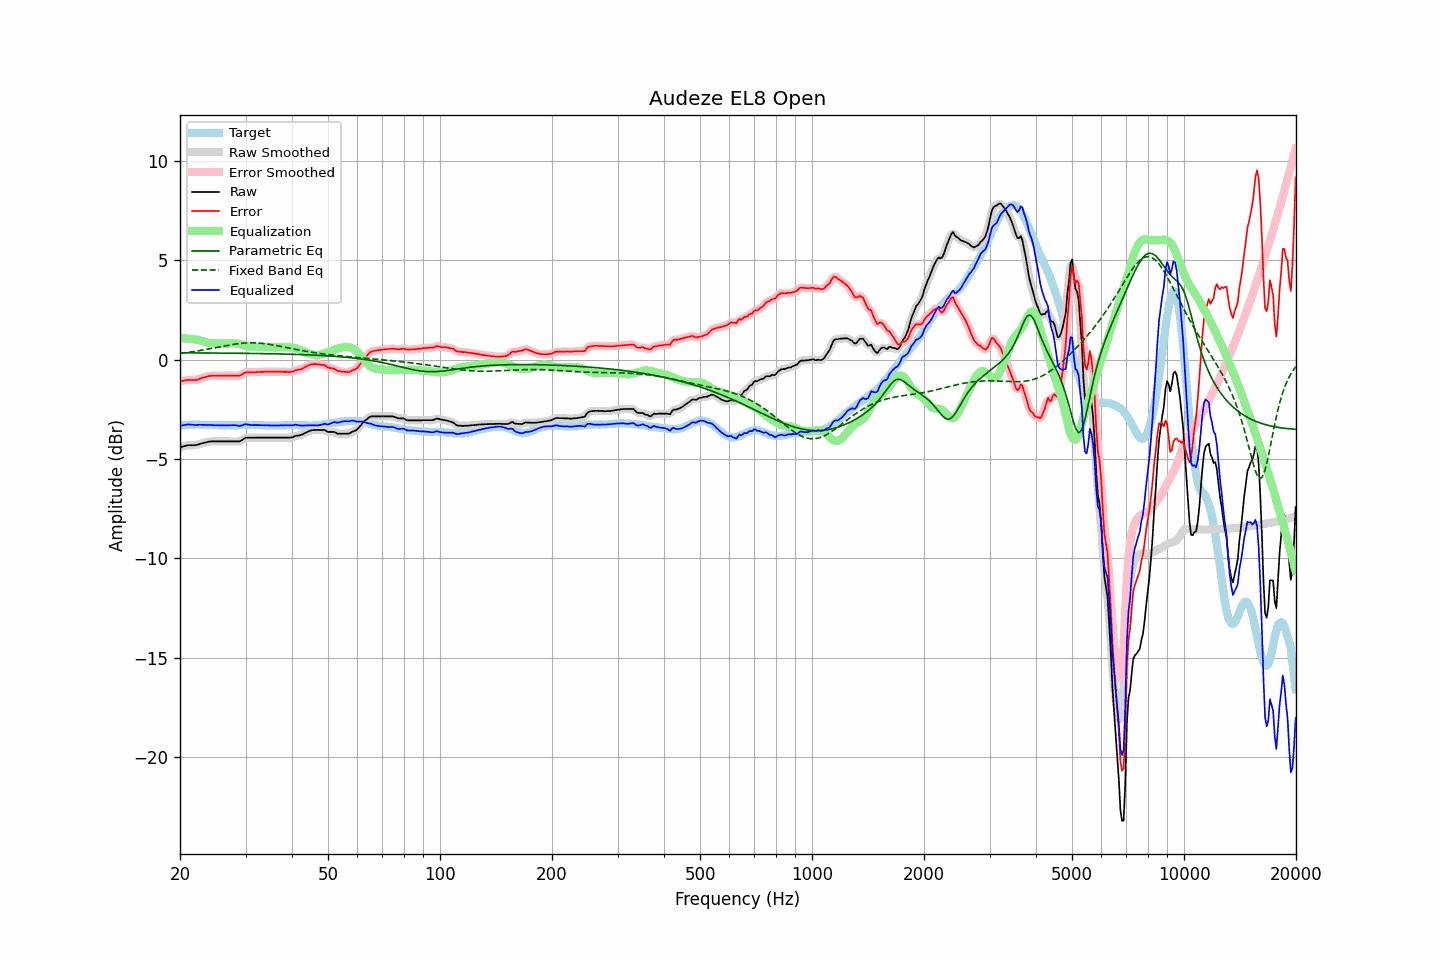 Audeze EL8 Open
Target
Raw Smoothed
Error Smoothed
Raw
Error
Equalization
Parametric Eq
Fixed Band Eq
Equalized
10
5
0
−5
−10
−15
−20
Amplitude (dBr)
20 50 100 200 500 1000 2000 5000 10000 20000
Frequency (Hz)